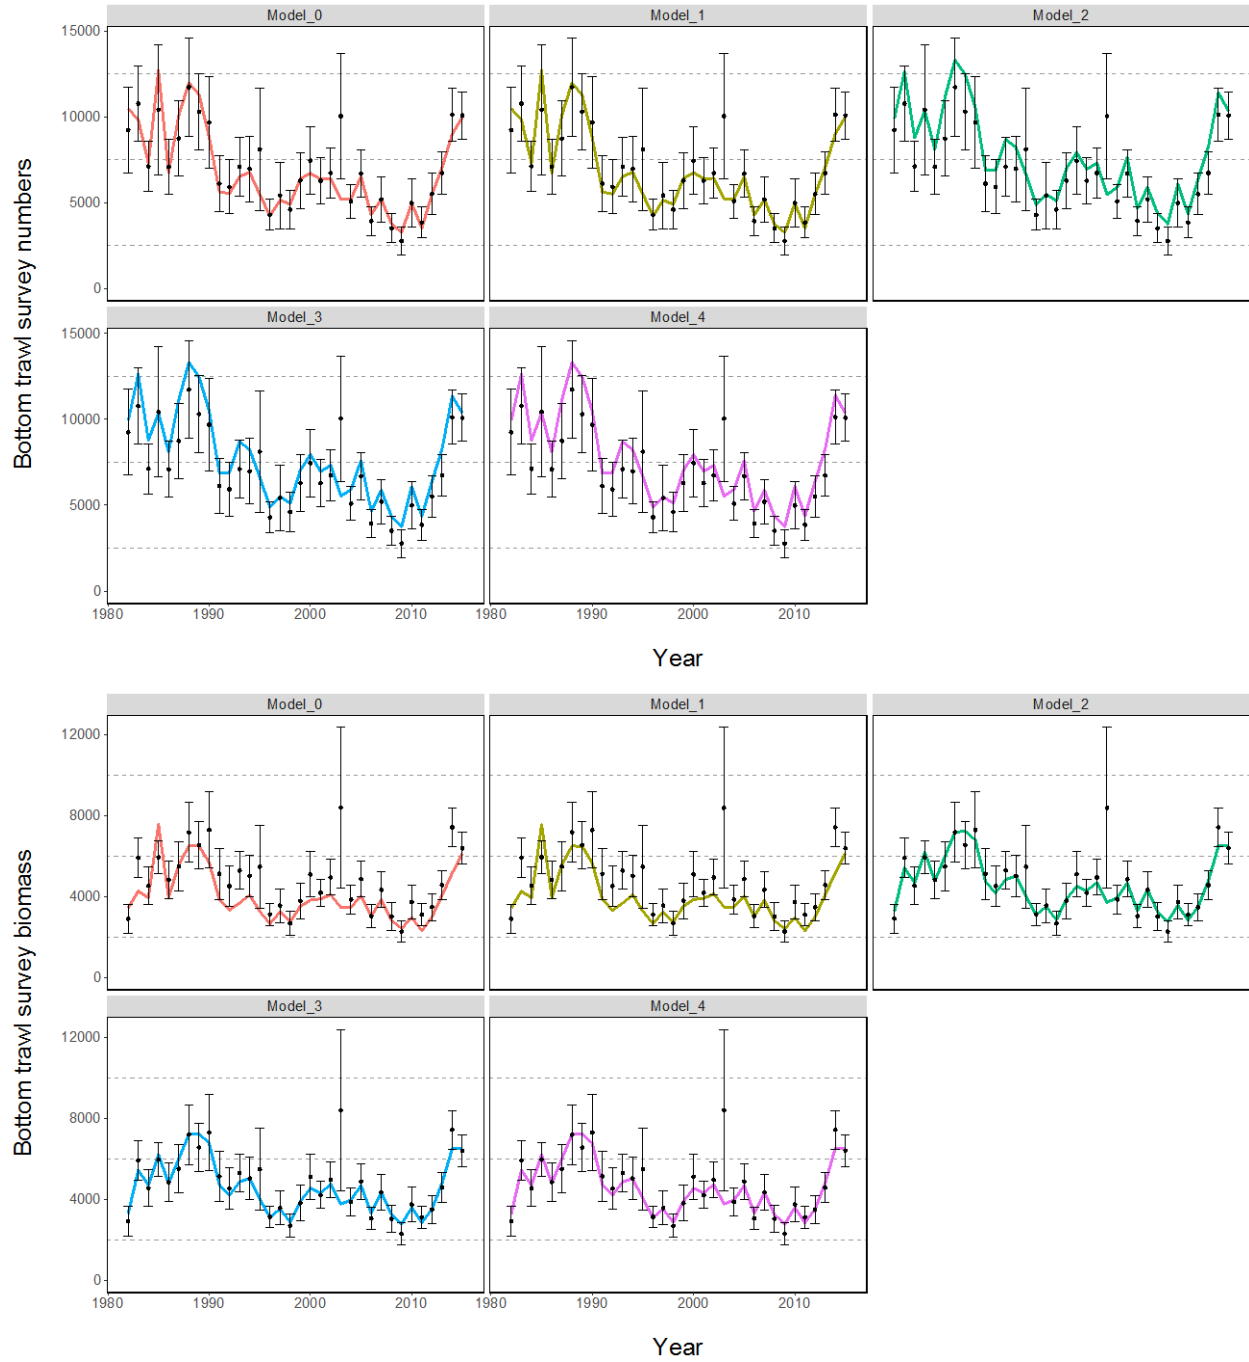 Model_0 Model_1 Model_2
15000
10000
5000
0
Bottom trawl survey numbers
Model_3 Model_4
15000
10000
5000
0
1980 1990 2000 2010 1980 1990 2000 2010
Year
Model_0 Model_1 Model_2
12000
8000
4000
0
Bottom trawl survey biomass
Model_3 Model_4
12000
8000
4000
0
1980 1990 2000 2010 1980 1990 2000 2010
Year